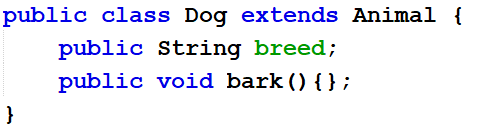 public class Dog extends Animal {
    public String breed;
    public void bark(){};
}